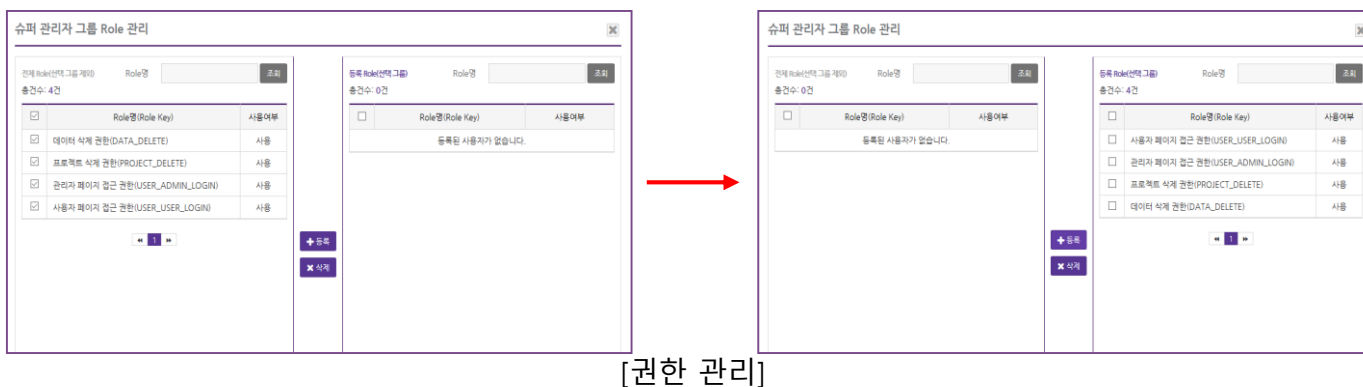 슈퍼 관리자 그룹 Role 관리
전체 Role(선택 그룹 제외) Role명 조회
총건수: 4건
Role명(Role Key) 사용여부
데이터 삭제 권한(DATA_DELETE) 사용
프로젝트 삭제 권한(PROJECT_DELETE) 사용
관리자 페이지 접근 권한(USER_ADMIN_LOGIN) 사용
사용자 페이지 접근 권한(USER_USER_LOGIN) 사용
1
등록
삭제
등록 Role(선택 그룹) Role명 조회
총건수: 0건
Role명(Role Key) 사용여부
등록된 사용자가 없습니다.
슈퍼 관리자 그룹 Role 관리
전체 Role(선택 그룹 제외) Role명 조회
총건수: 0건
Role명(Role Key) 사용여부
등록된 사용자가 없습니다.
등록
삭제
등록 Role(선택 그룹) Role명 조회
총건수: 4건
Role명(Role Key) 사용여부
사용자 페이지 접근 권한(USER_USER_LOGIN) 사용
관리자 페이지 접근 권한(USER_ADMIN_LOGIN) 사용
프로젝트 삭제 권한(PROJECT_DELETE) 사용
데이터 삭제 권한(DATA_DELETE) 사용
1
[권한 관리]